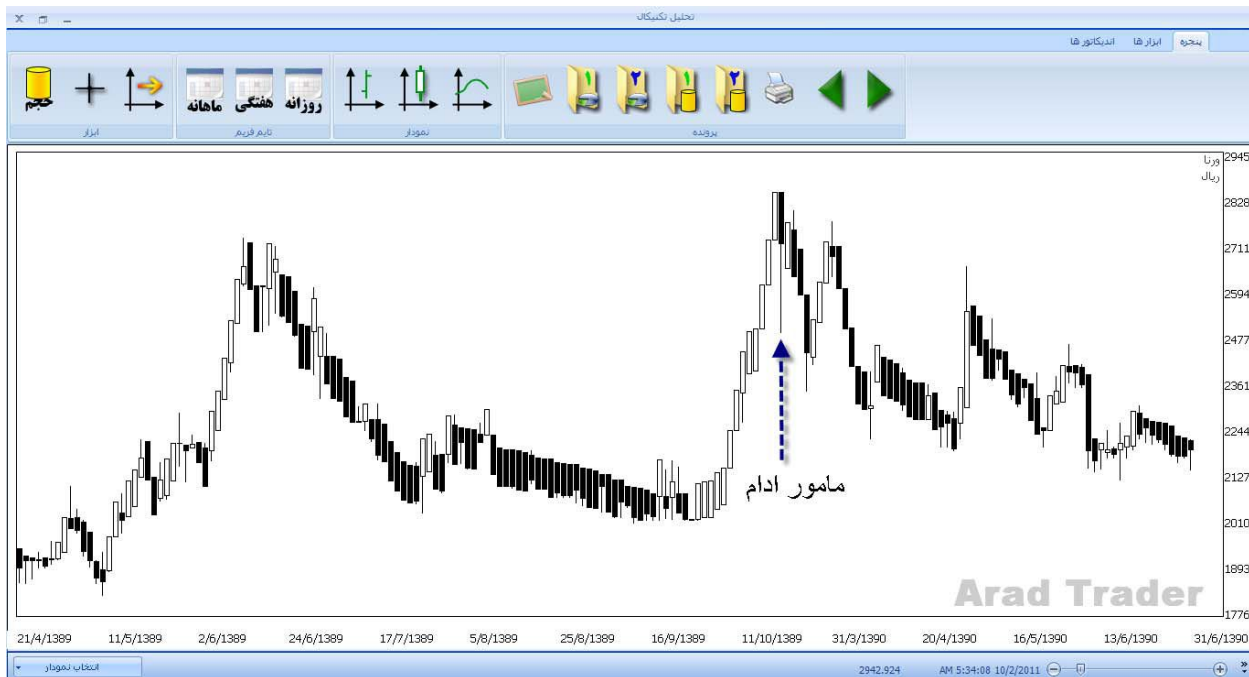 تحلیل تکنیکال
پنجره
ابزار ها
اندیکاتور ها
حجم
ماهانه
هفتگی
روزانه
۱
۲
۱
۲
ابزار
تایم فریم
نمودار
پرونده
ورنا
ریال
2945
2828
2711
2594
2477
2361
2244
2127
2010
1893
1776
مامور ادام
Arad Trader
21/4/1389
11/5/1389
2/6/1389
24/6/1389
17/7/1389
5/8/1389
25/8/1389
16/9/1389
11/10/1389
31/3/1390
20/4/1390
16/5/1390
13/6/1390
31/6/1390
انتخاب نمودار
2942.924
AM 5:34:08 10/2/2011